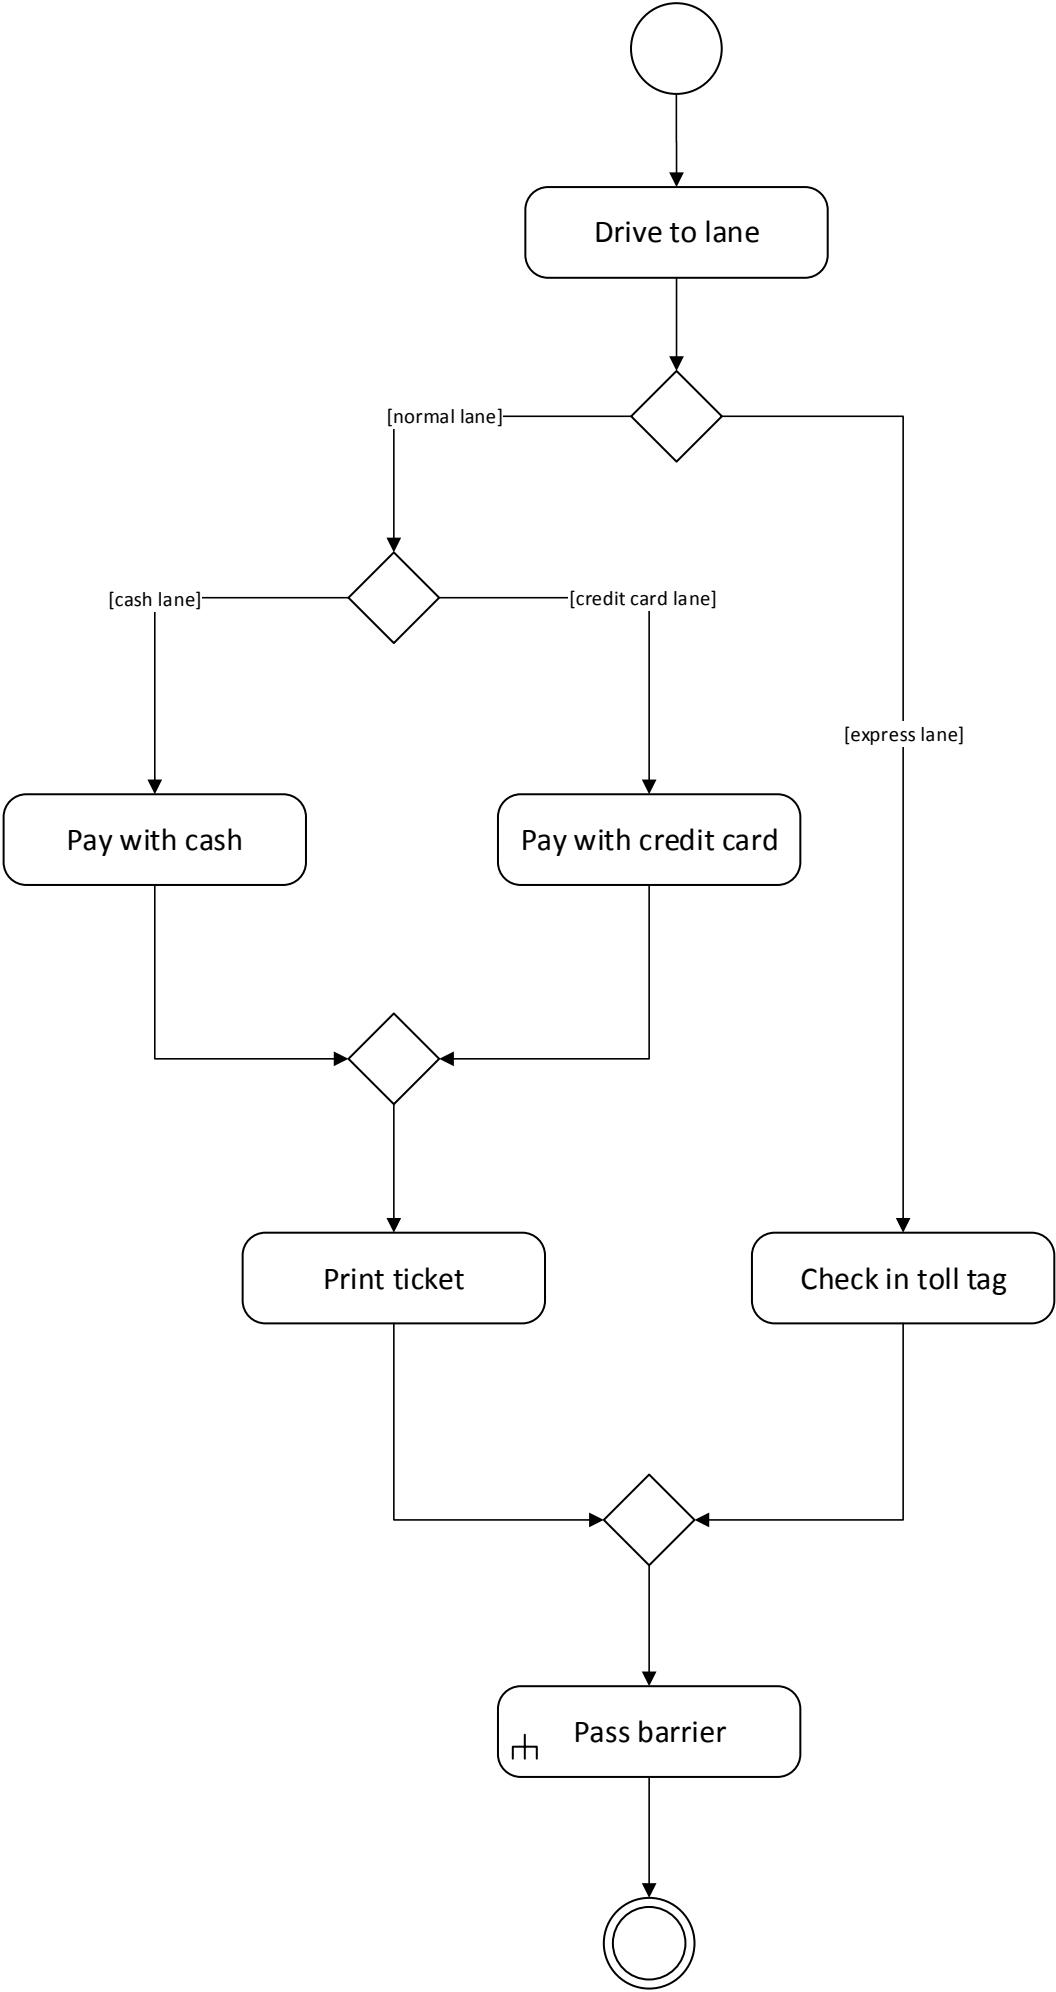 Drive to lane
[normal lane]
[cash lane]
[credit card lane]
[express lane]
Pay with cash
Pay with credit card
Print ticket
Check in toll tag
Pass barrier